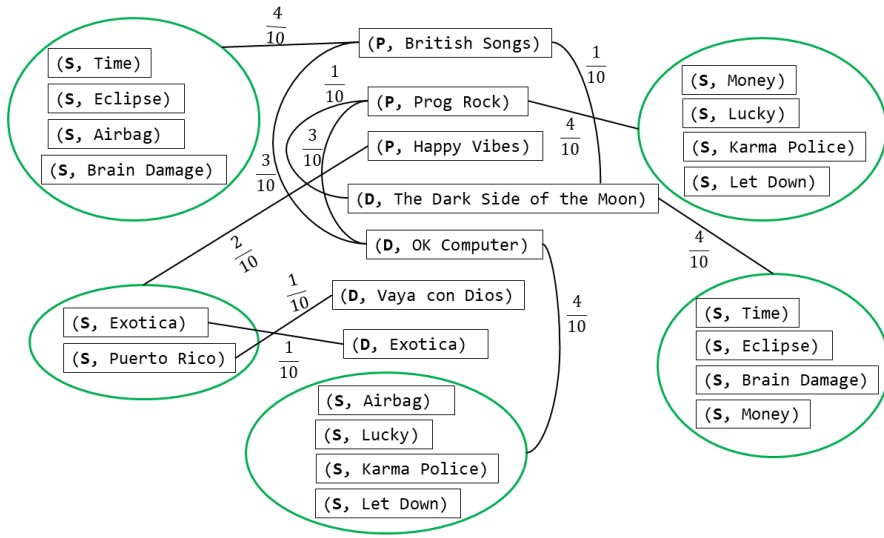 4/10
(P, British Songs)
(S, Time)
(S, Eclipse)
(S, Airbag)
(S, Brain Damage)
1/10
1/10
(P, Prog Rock)
(S, Money)
(S, Lucky)
(S, Karma Police)
(S, Let Down)
3/10
4/10
(P, Happy Vibes)
3/10
(D, The Dark Side of the Moon)
(D, OK Computer)
2/10
4/10
1/10
(D, Vaya con Dios)
4/10
(S, Exotica)
(S, Puerto Rico)
1/10
(D, Exotica)
(S, Time)
(S, Eclipse)
(S, Brain Damage)
(S, Money)
(S, Airbag)
(S, Lucky)
(S, Karma Police)
(S, Let Down)